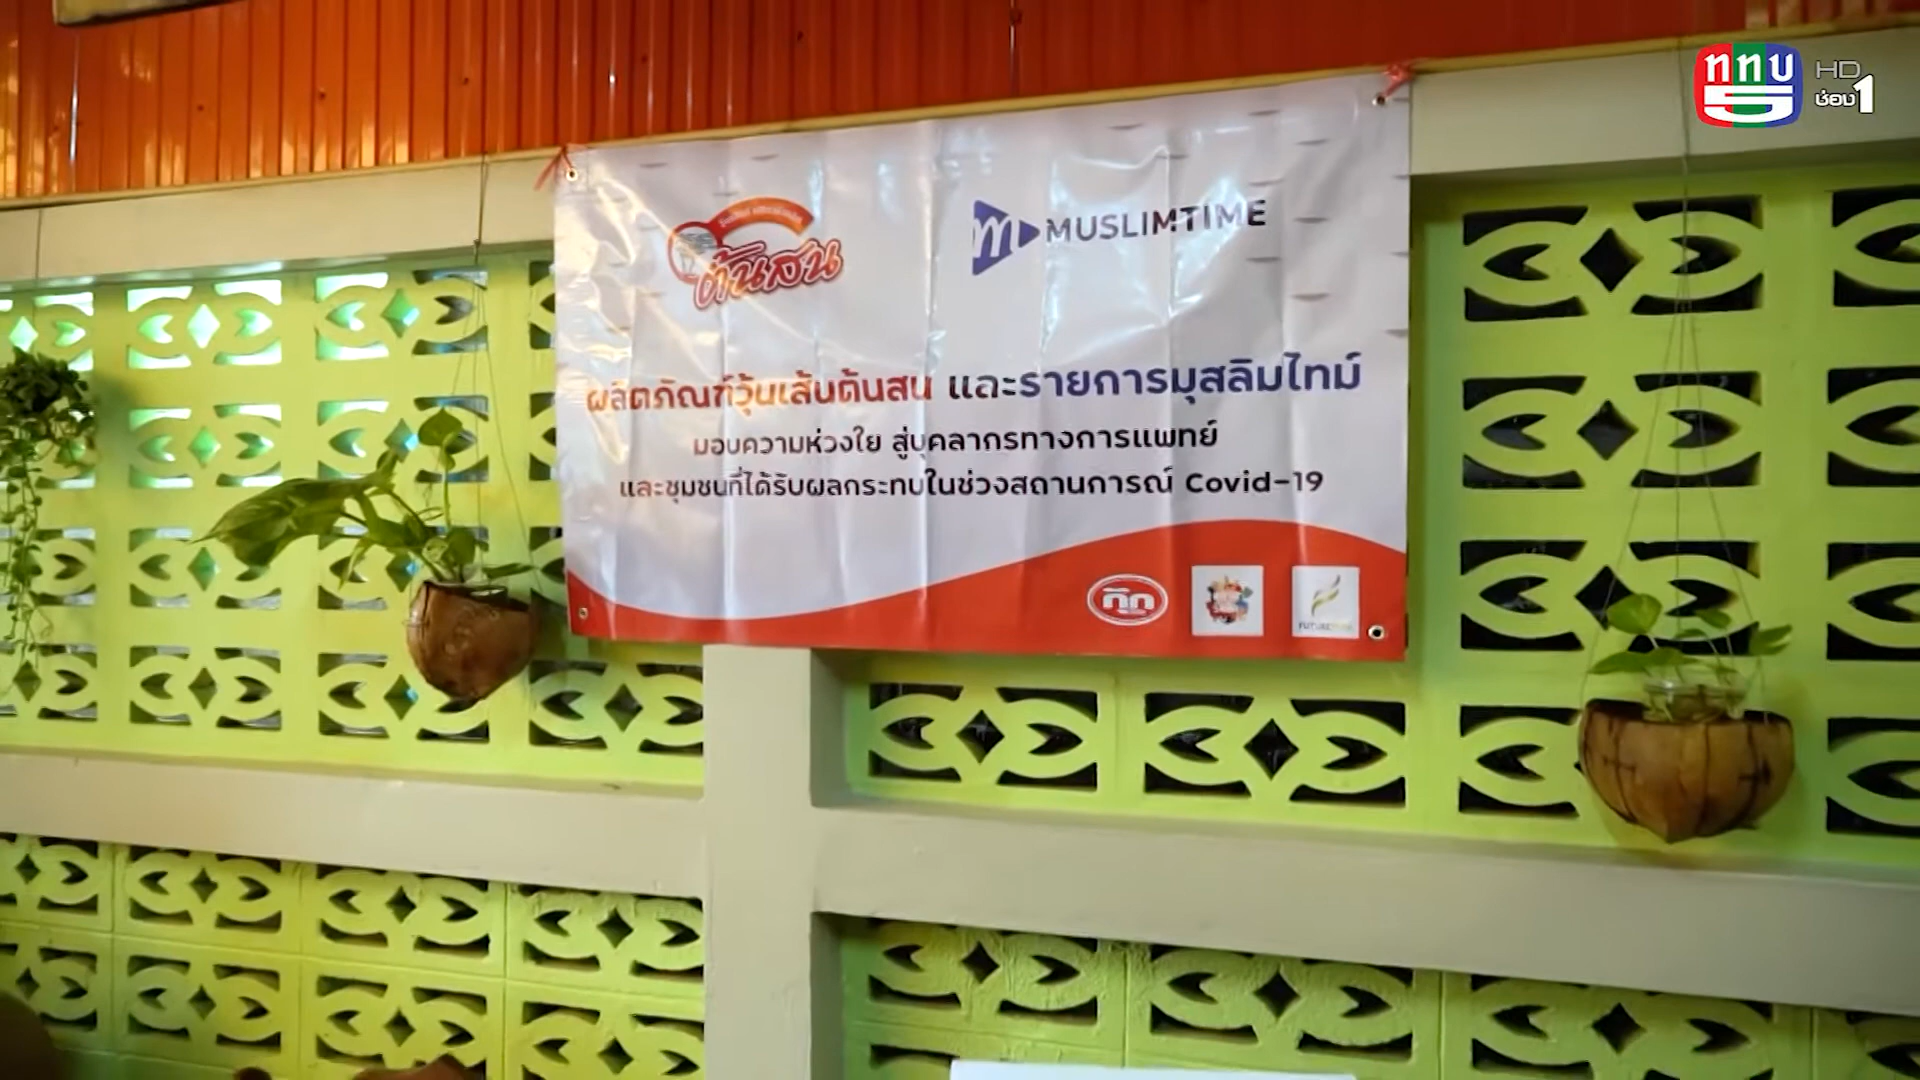 ททบ 5 HD
ช่อง 1
ต้นสน
MUSLIMTIME
ผลิตภัณฑ์วุ้นเส้นต้นสน และรายการมุสลิมไทม์
มอบความห่วงใย สู่บุคลากรทางการแพทย์
และชุมชนที่ได้รับผลกระทบในช่วงสถานการณ์ Covid-19
กุ๊ก